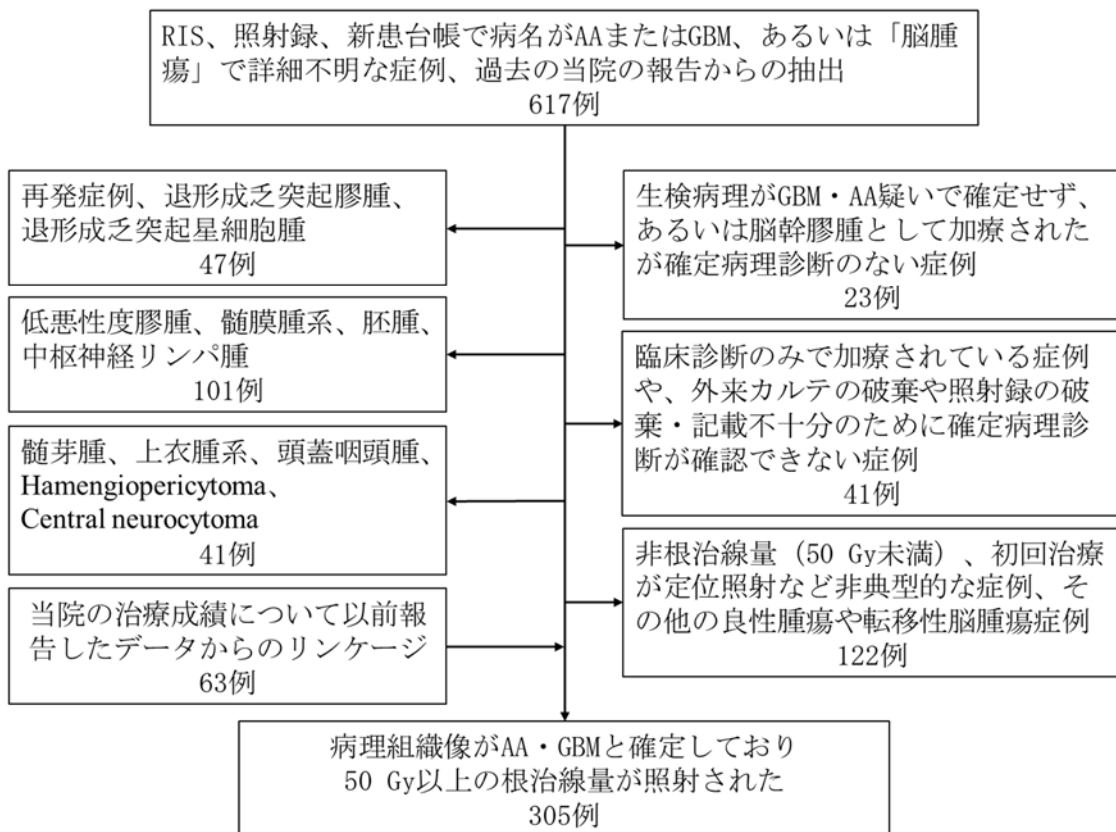 RIS、照射録、新患台帳で病名がAAまたはGBM、あるいは「脳腫
瘍」で詳細不明な症例、過去の当院の報告からの抽出
617例
再発症例、退形成乏突起膠腫、
退形成乏突起星細胞腫
47例
生検病理がGBM・AA疑いで確定せず、
あるいは脳幹膠腫として加療された
が確定病理診断のない症例
23例
低悪性度膠腫、髄膜腫系、胚腫、
中枢神経リンパ腫
101例
臨床診断のみで加療されている症例
や、外来カルテの破棄や照射録の破
棄・記載不十分のために確定病理診
断が確認できない症例
41例
髄芽腫、上衣腫系、頭蓋咽頭腫、
Hamengiopericytoma、
Central neurocytoma
41例
非根治線量（50 Gy未満）、初回治療
が定位照射など非典型的な症例、そ
の他の良性腫瘍や転移性脳腫瘍症例
122例
当院の治療成績について以前報
告したデータからのリンケージ
63例
病理組織像がAA・GBMと確定しており
50 Gy以上の根治線量が照射された
305例